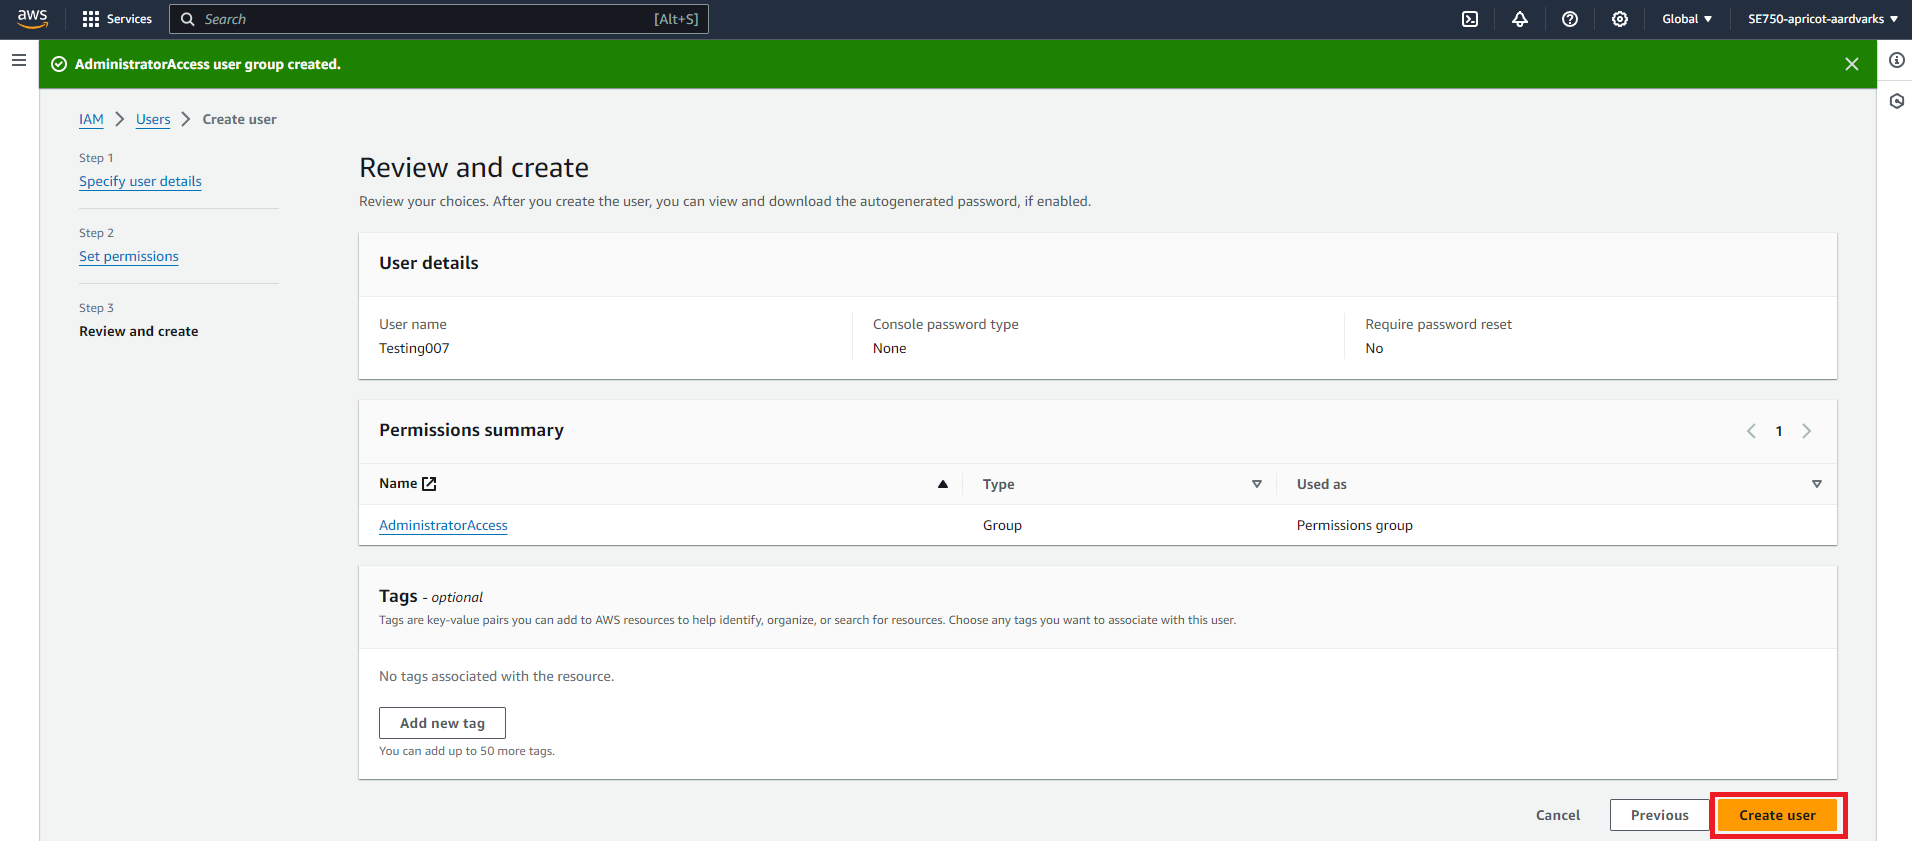 aws
Services
Search
[Alt+S]
Global
SE750-apricot-aardvarks
AdministratorAccess user group created.
IAM
Users
Create user
Step 1
Specify user details
Step 2
Set permissions
Step 3
Review and create
Review and create
Review your choices. After you create the user, you can view and download the autogenerated password, if enabled.
User details
User name
Testing007
Console password type
None
Require password reset
No
Permissions summary
1
Name
Type
Used as
AdministratorAccess
Group
Permissions group
Tags - optional
Tags are key-value pairs you can add to AWS resources to help identify, organize, or search for resources. Choose any tags you want to associate with this user.
No tags associated with the resource.
Add new tag
You can add up to 50 more tags.
Cancel
Previous
Create user